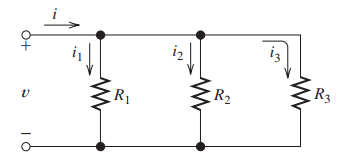 i
+
i₁
i₂
i₃
v
R₁
R₂
R₃
−